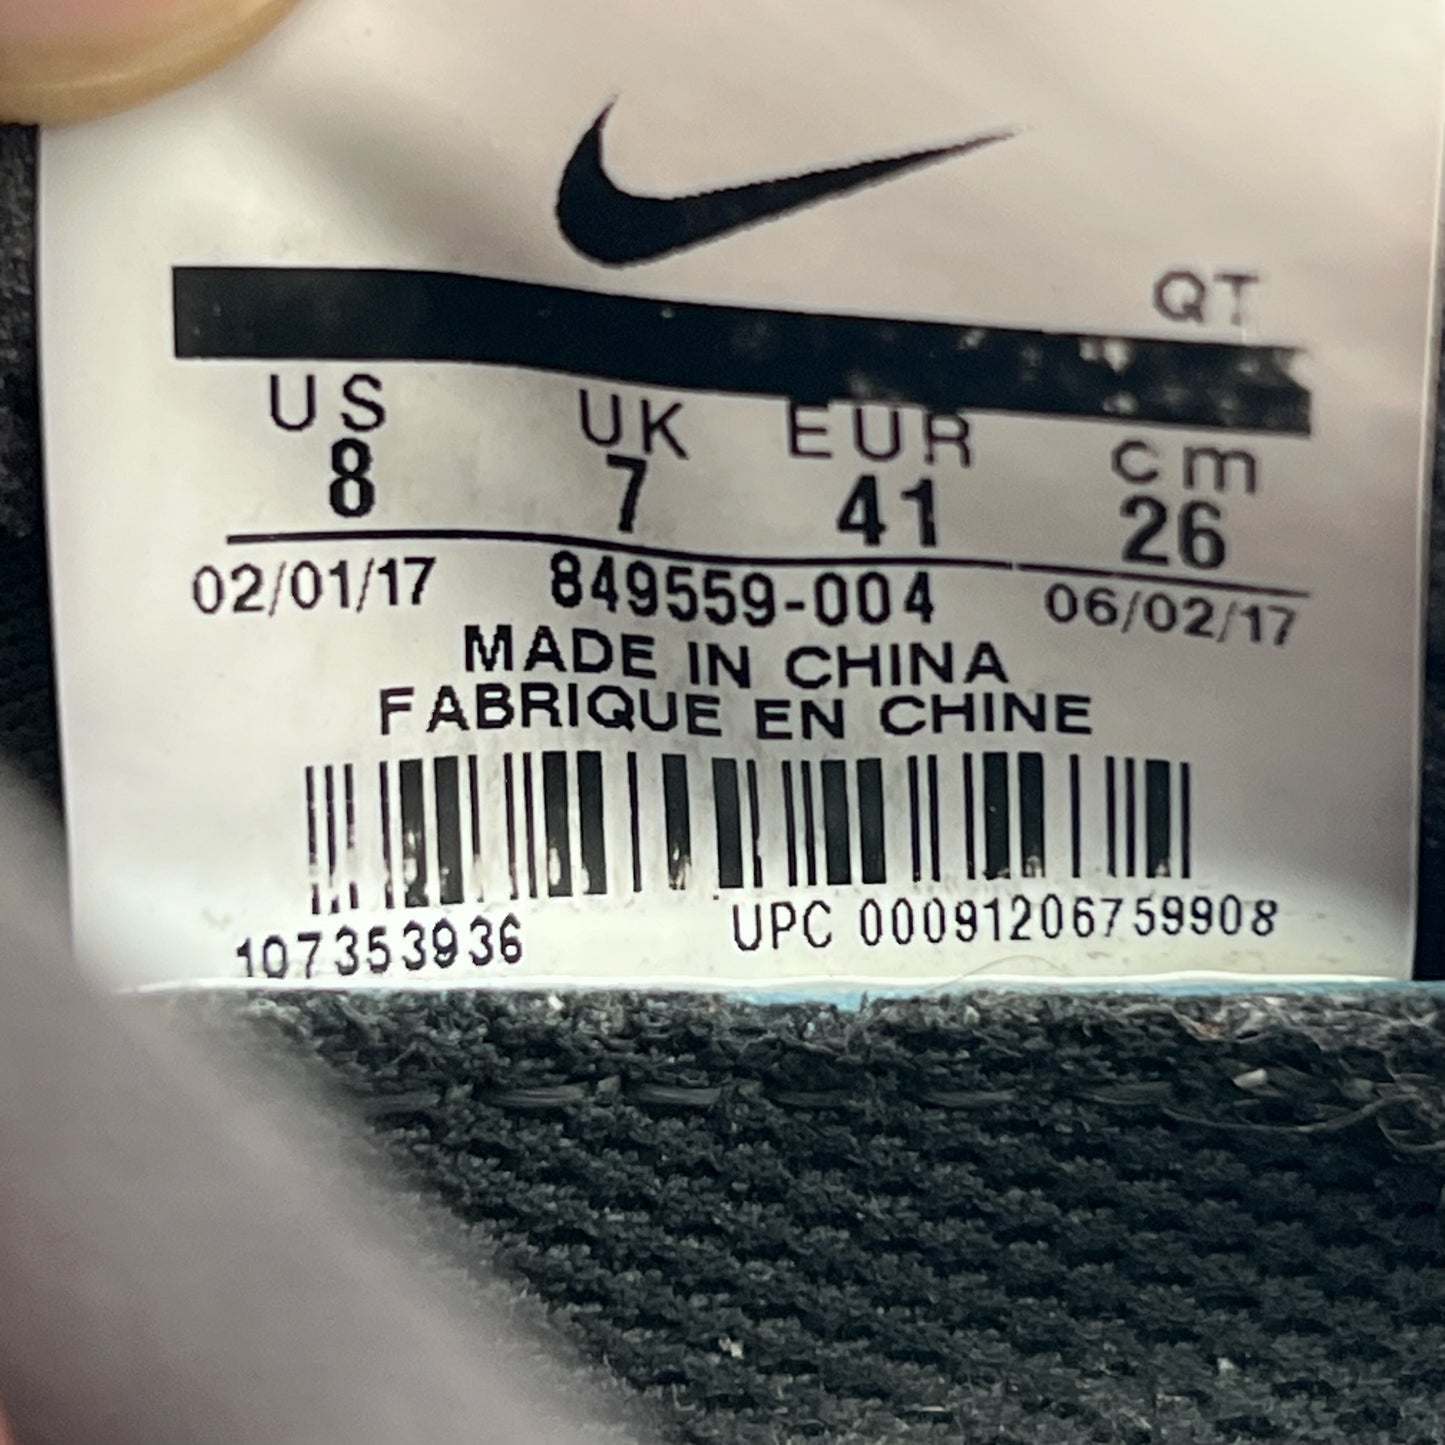 QT
US UK EUR cm
8 7 41 26
02/01/17 849559-004 06/02/17
MADE IN CHINA
FABRIQUE EN CHINE
107353936 UPC 00091206759908